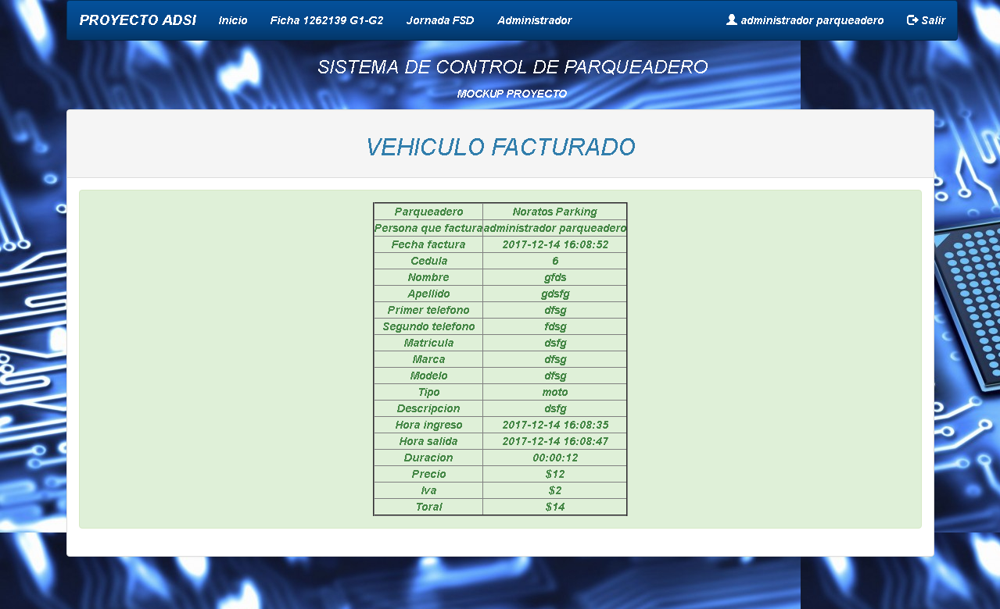 PROYECTO ADSI Inicio Ficha 1262139 G1-G2 Jornada FSD Administrador administrador parqueadero Salir
SISTEMA DE CONTROL DE PARQUEADERO
MOCKUP PROYECTO
VEHICULO FACTURADO
Parqueadero Noratos Parking
Persona que factura administrador parqueadero
Fecha factura 2017-12-14 16:08:52
Cedula 6
Nombre gfds
Apellido gdsfg
Primer telefono dfsg
Segundo telefono fdsg
Matricula dsfg
Marca dfsg
Modelo dfsg
Tipo moto
Descripcion dsfg
Hora ingreso 2017-12-14 16:08:35
Hora salida 2017-12-14 16:08:47
Duracion 00:00:12
Precio $12
Iva $2
Toral $14